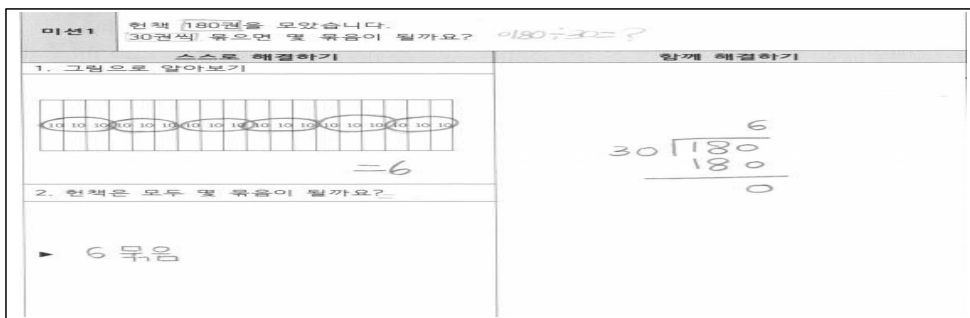 미션1
헌책 180권을 모았습니다.
30권씩 묶으면 몇 묶음이 될까요? 180÷30=?
스스로 해결하기
함께 해결하기
1. 그림으로 알아보기
10 10 10 10 10 10 10 10 10 10 10 10 10 10 10 10 10 10
=6
2. 헌책은 모두 몇 묶음이 될까요?
► 6 묶음
6
30 180
180
0